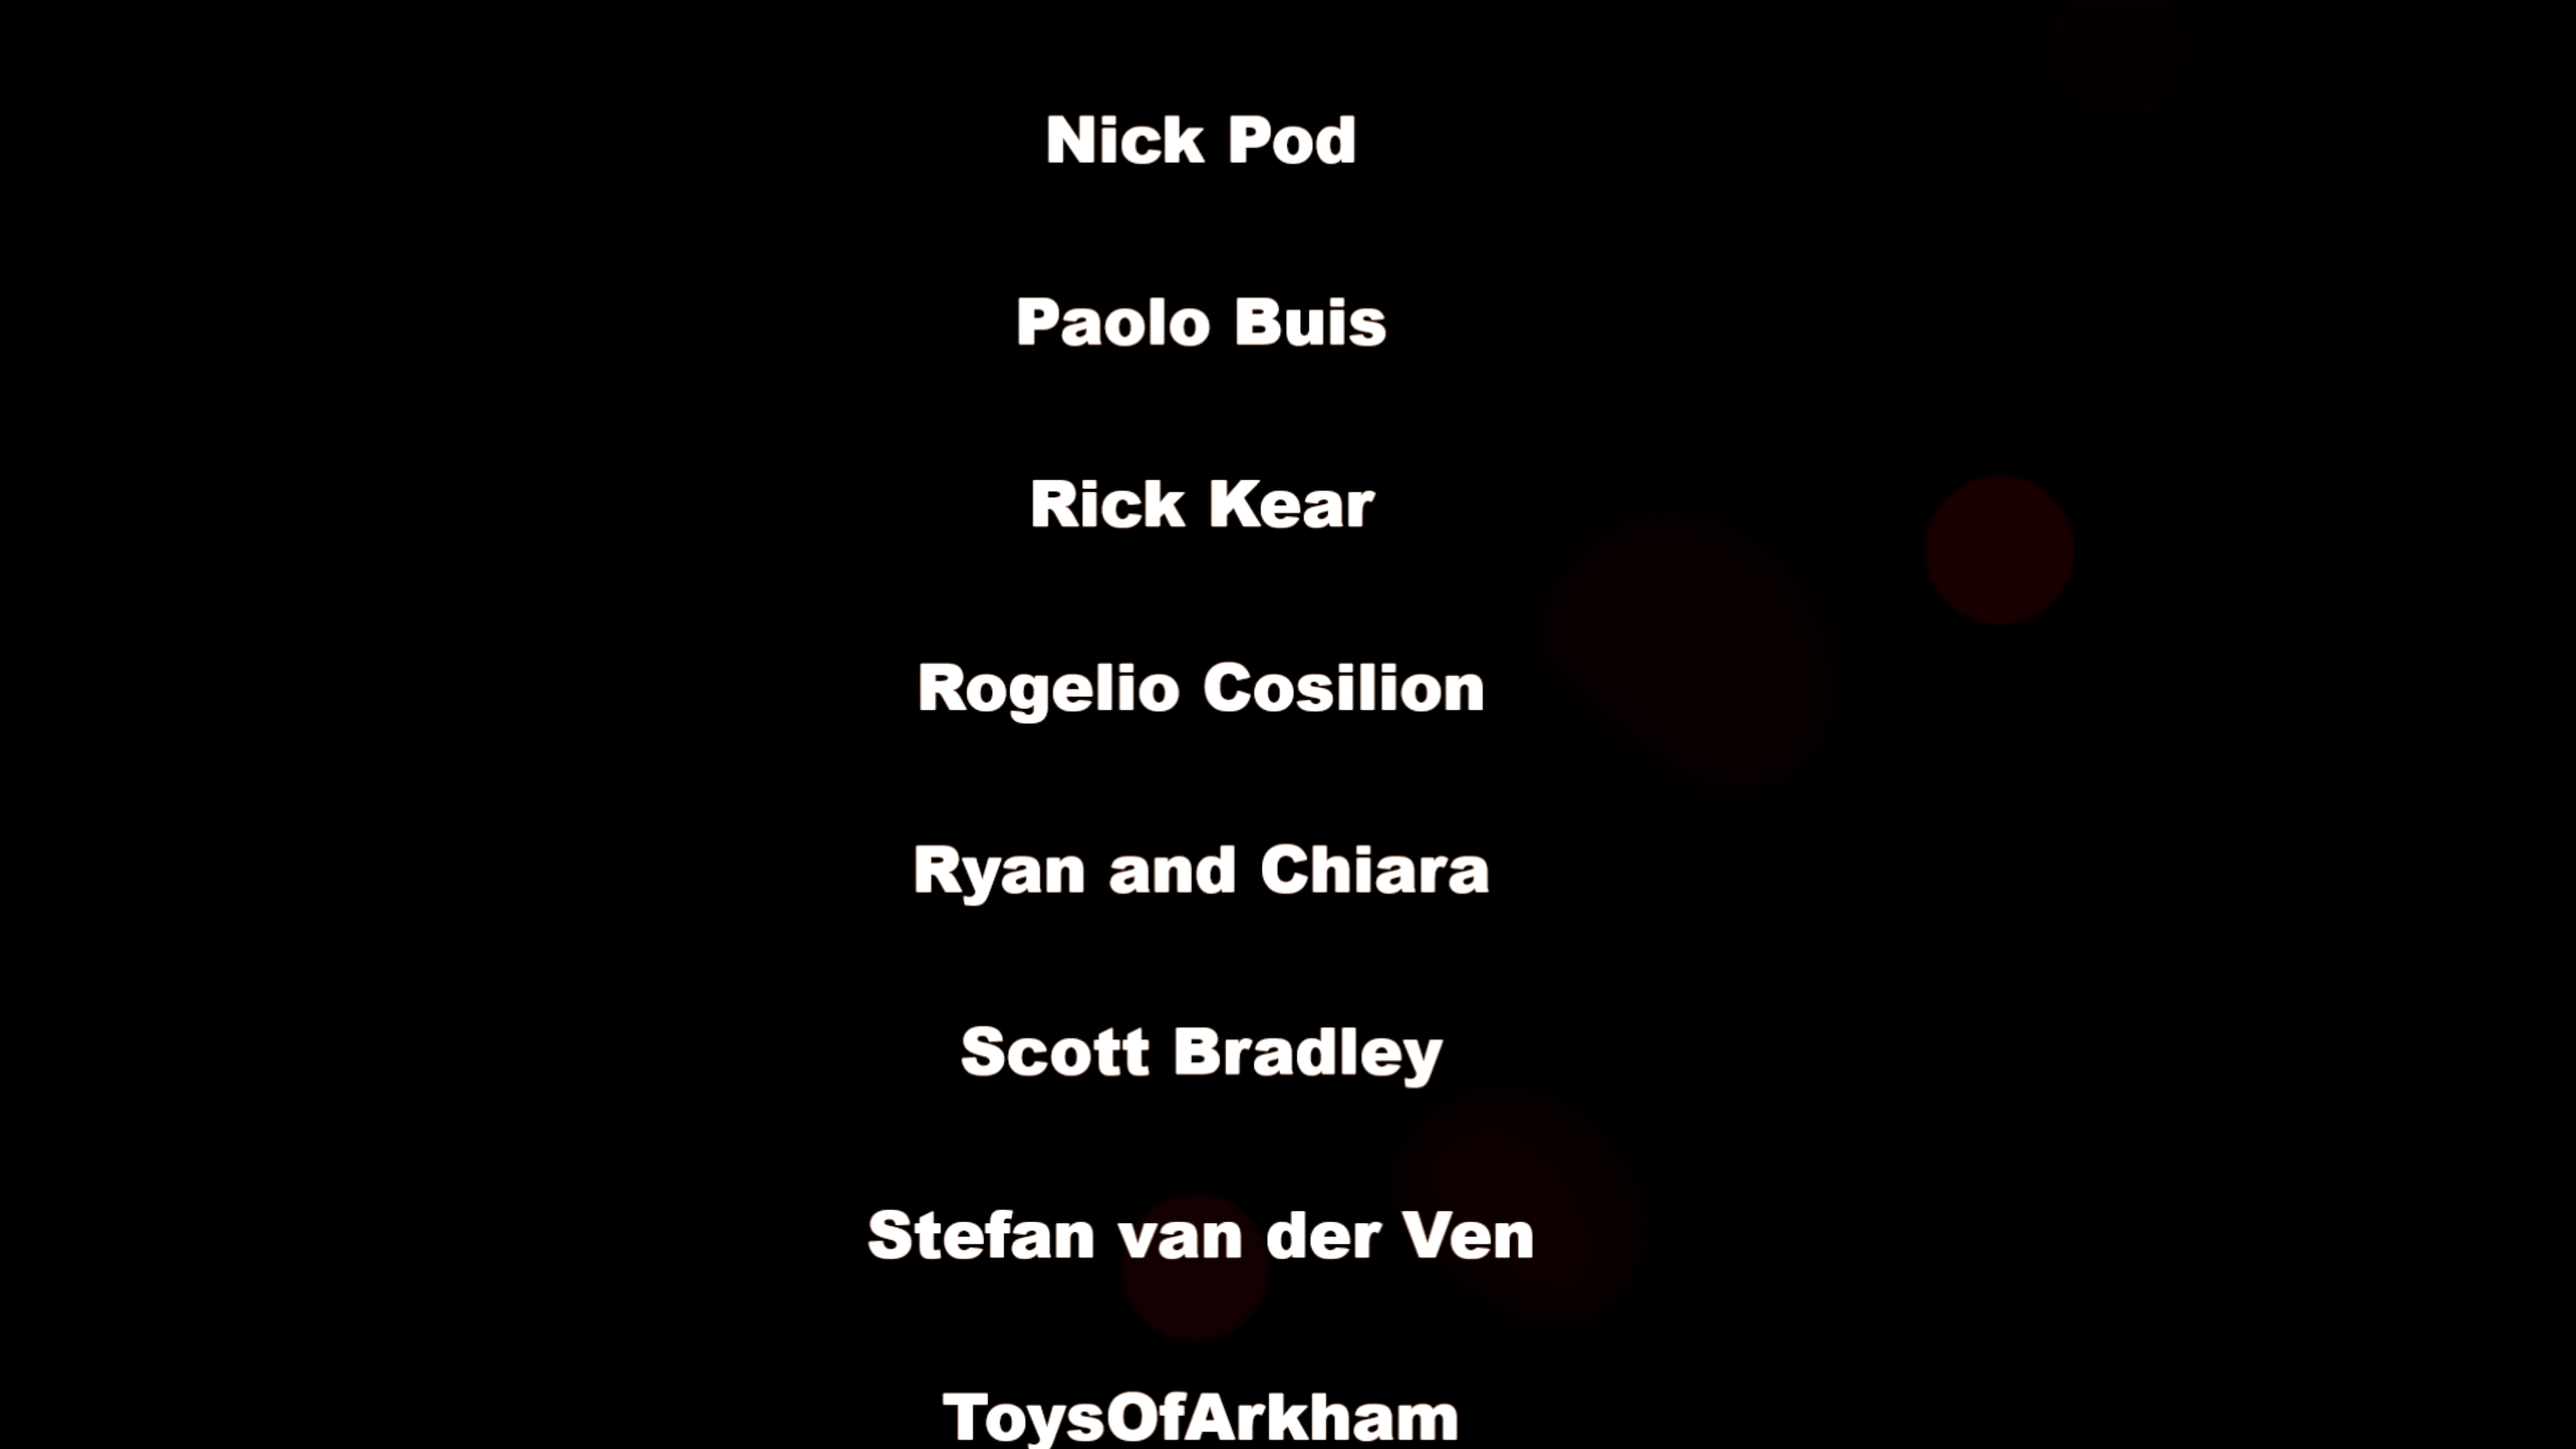 Nick Pod
Paolo Buis
Rick Kear
Rogelio Cosilion
Ryan and Chiara
Scott Bradley
Stefan van der Ven
ToysOfArkham